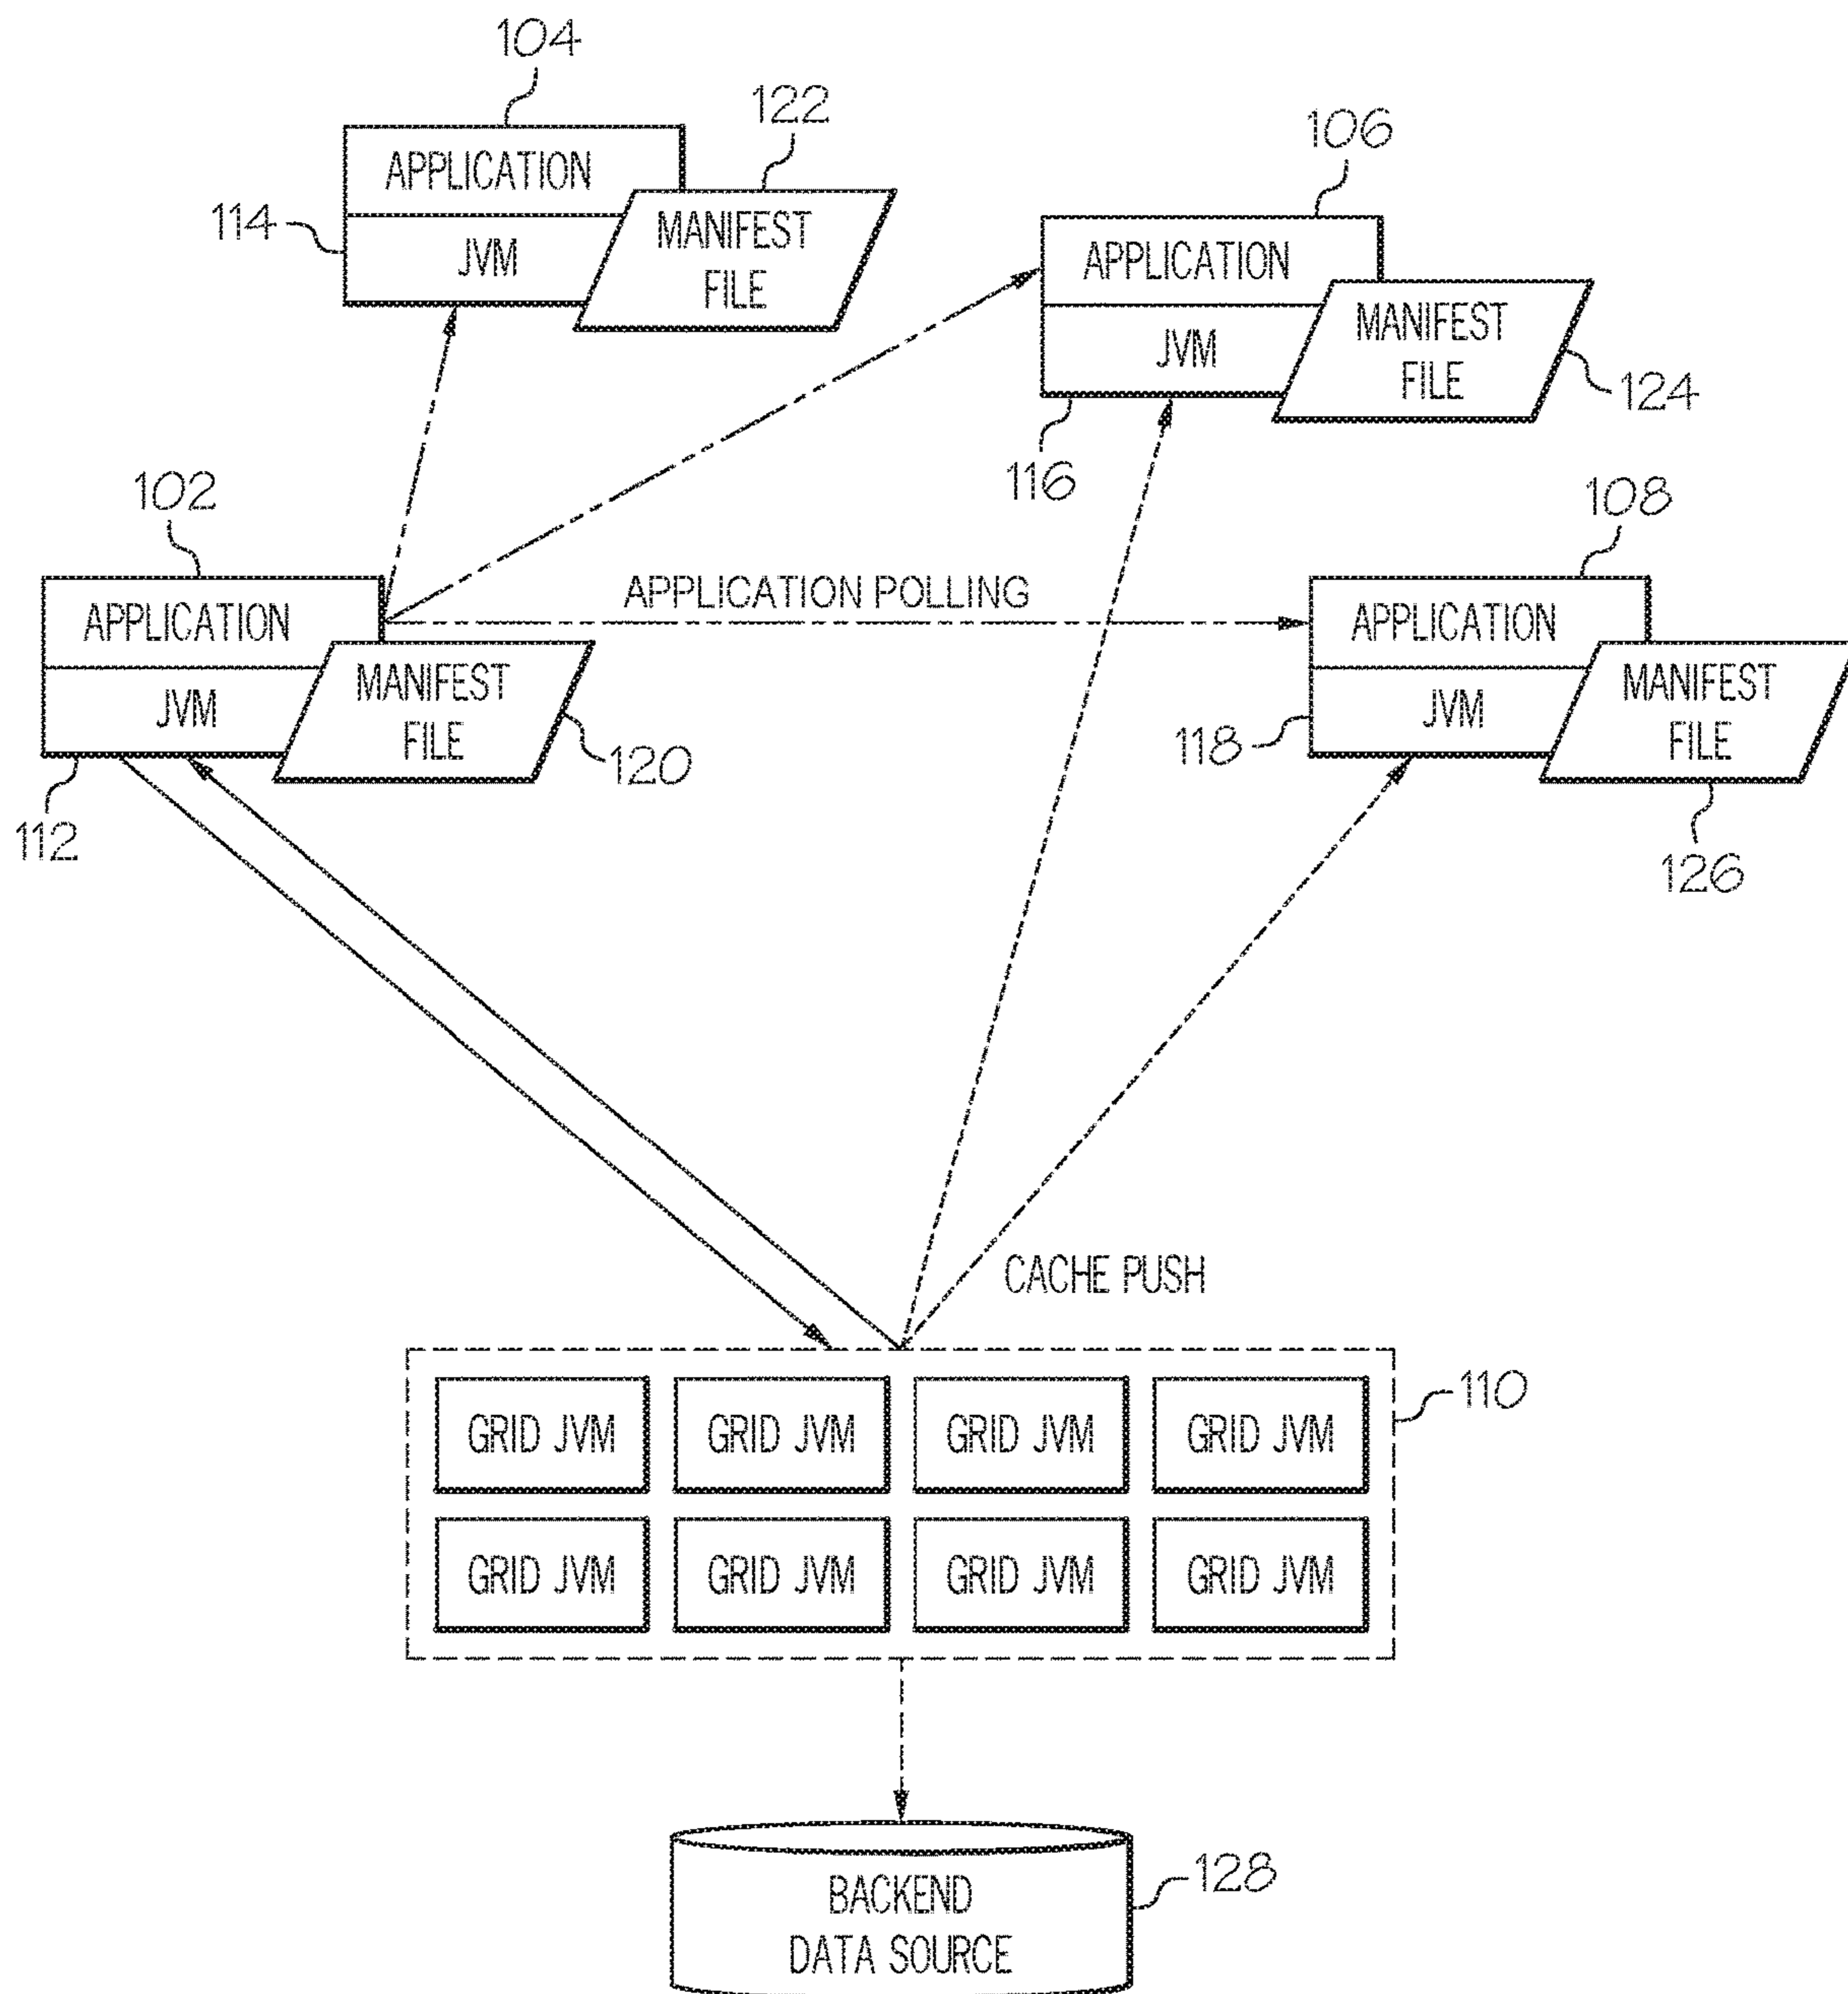 104
122
APPLICATION
114
JVM
MANIFEST
FILE
106
APPLICATION
JVM
MANIFEST
FILE
124
116
102
APPLICATION
JVM
MANIFEST
FILE
120
112
APPLICATION POLLING
108
APPLICATION
118
JVM
MANIFEST
FILE
126
CACHE PUSH
110
GRID JVM GRID JVM GRID JVM GRID JVM
GRID JVM GRID JVM GRID JVM GRID JVM
BACKEND
DATA SOURCE
128